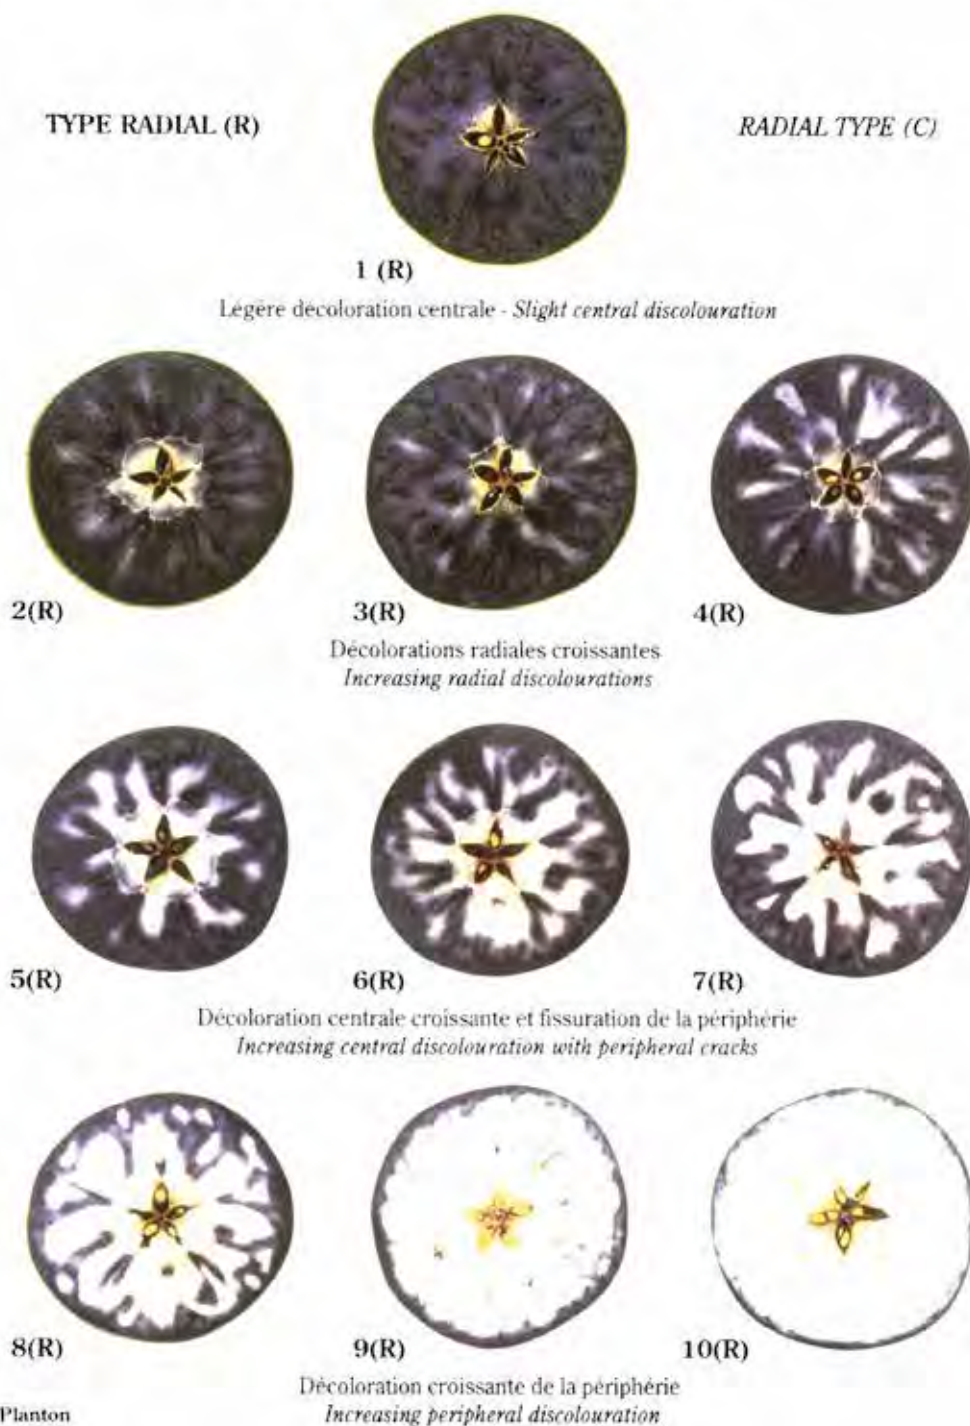 TYPE RADIAL (R)
RADIAL TYPE (C)
1 (R)
Légère décoloration centrale - Slight central discolouration
2(R)
3(R)
4(R)
Décolorations radiales croissantes
Increasing radial discolourations
5(R)
6(R)
7(R)
Décoloration centrale croissante et fissuration de la périphérie
Increasing central discolouration with peripheral cracks
8(R)
9(R)
10(R)
Décoloration croissante de la périphérie
Increasing peripheral discolouration
Planton